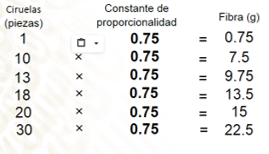 Ciruelas (piezas) Constante de proporcionalidad Fibra (g)
1 0.75 = 0.75
10 × 0.75 = 7.5
13 × 0.75 = 9.75
18 × 0.75 = 13.5
20 × 0.75 = 15
30 × 0.75 = 22.5